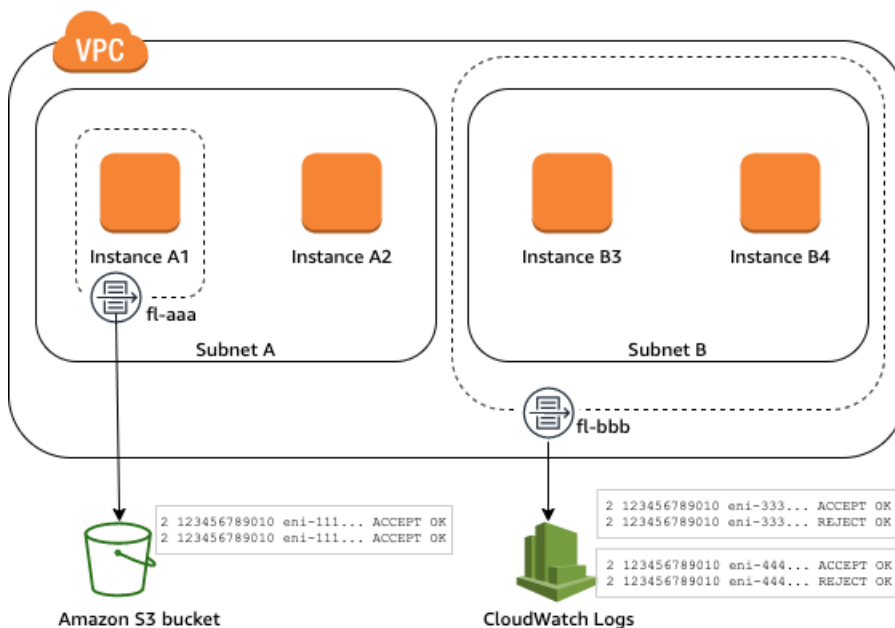 VPC
Instance A1
Instance A2
Instance B3
Instance B4
fl-aaa
Subnet A
Subnet B
fl-bbb
2 123456789010 eni-111... ACCEPT OK
2 123456789010 eni-111... ACCEPT OK
2 123456789010 eni-333... ACCEPT OK
2 123456789010 eni-333... REJECT OK
2 123456789010 eni-444... ACCEPT OK
2 123456789010 eni-444... REJECT OK
Amazon S3 bucket
CloudWatch Logs